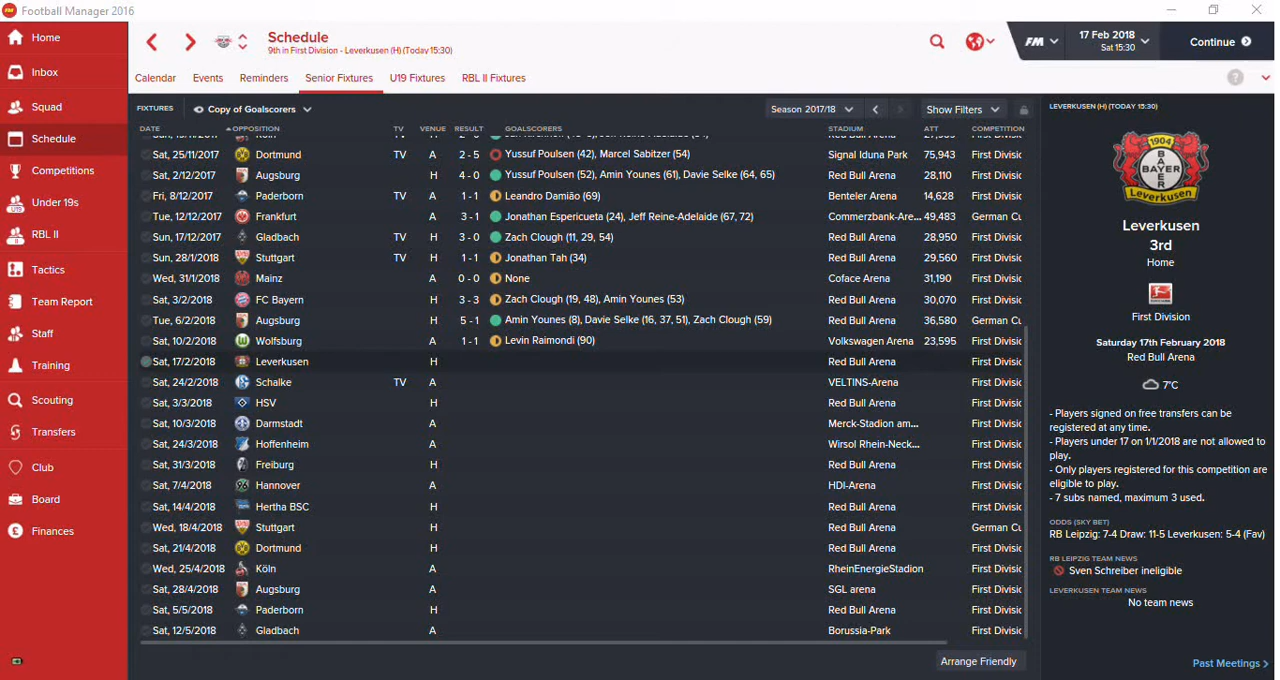 Football Manager 2016
Home
Inbox
Squad
Schedule
Competitions
Under 19s
RBL II
Tactics
Team Report
Staff
Training
Scouting
Transfers
Club
Board
Finances
Schedule
9th in First Division - Leverkusen (H) (Today 15:30)
FM
17 Feb 2018
Sat 15:30
Continue
Calendar Events Reminders Senior Fixtures U19 Fixtures RBL II Fixtures
?
FIXTURES Copy of Goalscorers Season 2017/18 Show Filters
DATE OPPOSITION TV VENUE RESULT GOALSCORERS STADIUM ATT COMPETITION
Sat, 25/11/2017 Dortmund TV A 2 - 5 Yussuf Poulsen (42), Marcel Sabitzer (54) Signal Iduna Park 75,943 First Divisic
Sat, 2/12/2017 Augsburg H 4 - 0 Yussuf Poulsen (52), Amin Younes (61), Davie Selke (64, 65) Red Bull Arena 28,110 First Divisic
Fri, 8/12/2017 Paderborn TV A 1 - 1 Leandro Damião (69) Benteler Arena 14,628 First Divisic
Tue, 12/12/2017 Frankfurt A 3 - 1 Jonathan Espericueta (24), Jeff Reine-Adelaide (67, 72) Commerzbank-Are... 49,483 German Cu
Sun, 17/12/2017 Gladbach TV H 3 - 0 Zach Clough (11, 29, 54) Red Bull Arena 28,950 First Divisic
Sun, 28/1/2018 Stuttgart TV H 1 - 1 Jonathan Tah (34) Red Bull Arena 29,560 First Divisic
Wed, 31/1/2018 Mainz A 0 - 0 None Coface Arena 31,190 First Divisic
Sat, 3/2/2018 FC Bayern H 3 - 3 Zach Clough (19, 48), Amin Younes (53) Red Bull Arena 30,070 First Divisic
Tue, 6/2/2018 Augsburg H 5 - 1 Amin Younes (8), Davie Selke (16, 37, 51), Zach Clough (59) Red Bull Arena 36,580 German Cu
Sat, 10/2/2018 Wolfsburg A 1 - 1 Levin Raimondi (90) Volkswagen Arena 23,595 First Divisic
Sat, 17/2/2018 Leverkusen H Red Bull Arena First Divisic
Sat, 24/2/2018 Schalke TV A VELTINS-Arena First Divisic
Sat, 3/3/2018 HSV H Red Bull Arena First Divisic
Sat, 10/3/2018 Darmstadt A Merck-Stadion am... First Divisic
Sat, 24/3/2018 Hoffenheim A Wirsol Rhein-Neck... First Divisic
Sat, 31/3/2018 Freiburg H Red Bull Arena First Divisic
Sat, 7/4/2018 Hannover A HDI-Arena First Divisic
Sat, 14/4/2018 Hertha BSC H Red Bull Arena First Divisic
Wed, 18/4/2018 Stuttgart H Red Bull Arena German Cu
Sat, 21/4/2018 Dortmund H Red Bull Arena First Divisic
Wed, 25/4/2018 Köln A RheinEnergieStadion First Divisic
Sat, 28/4/2018 Augsburg A SGL arena First Divisic
Sat, 5/5/2018 Paderborn H Red Bull Arena First Divisic
Sat, 12/5/2018 Gladbach A Borussia-Park First Divisic
Arrange Friendly
LEVERKUSEN (H) (TODAY 15:30)
1904
BAYER
BAYER
Leverkusen
Leverkusen
3rd
Home
First Division
Saturday 17th February 2018
Red Bull Arena
7°C
- Players signed on free transfers can be
registered at any time.
- Players under 17 on 1/1/2018 are not allowed to
play.
- Only players registered for this competition are
eligible to play.
- 7 subs named, maximum 3 used.
ODDS (SKY BET)
RB Leipzig: 7-4 Draw: 11-5 Leverkusen: 5-4 (Fav)
RB LEIPZIG TEAM NEWS
Sven Schreiber ineligible
LEVERKUSEN TEAM NEWS
No team news
Past Meetings >